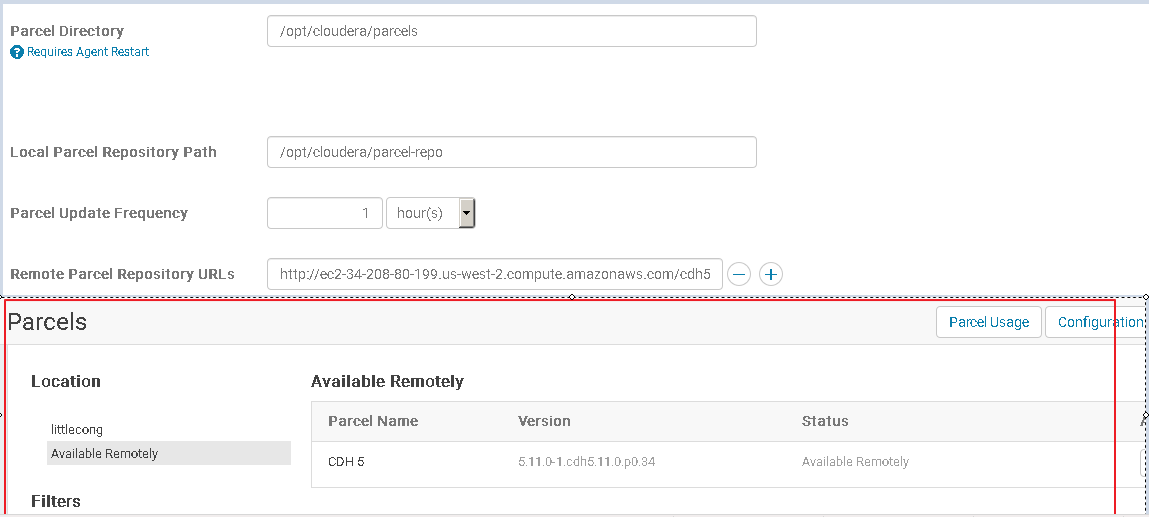 Parcel Directory
/opt/cloudera/parcels
Requires Agent Restart
Local Parcel Repository Path
/opt/cloudera/parcel-repo
Parcel Update Frequency
1
hour(s)
Remote Parcel Repository URLs
http://ec2-34-208-80-199.us-west-2.compute.amazonaws.com/cdh5
Parcels
Parcel Usage
Configuration
Location
Available Remotely
littlecong
Parcel Name Version Status
Available Remotely
CDH 5 5.11.0-1.cdh5.11.0.p0.34 Available Remotely
Filters